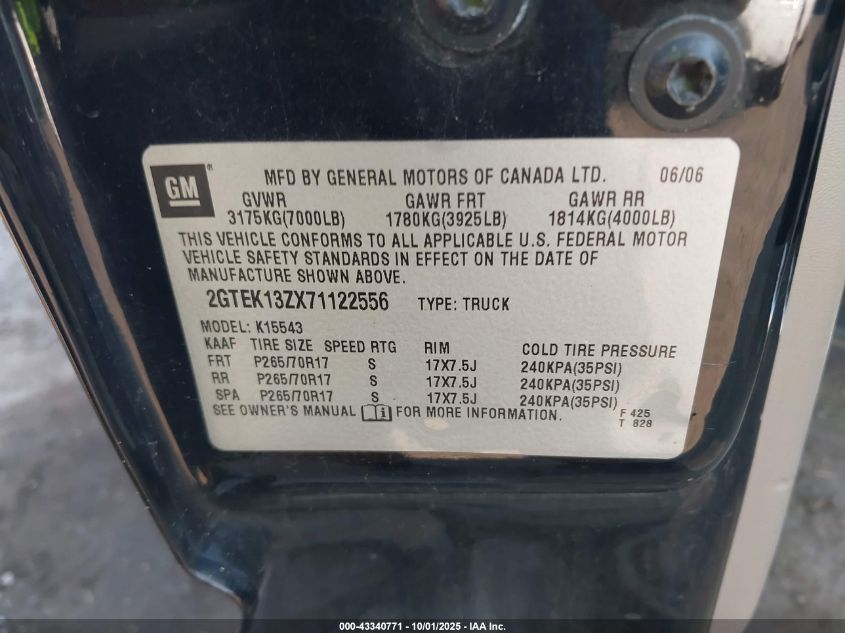 GM MFD BY GENERAL MOTORS OF CANADA LTD. 06/06
GVWR GAWR FRT GAWR RR
3175KG(7000LB) 1780KG(3925LB) 1814KG(4000LB)
THIS VEHICLE CONFORMS TO ALL APPLICABLE U.S. FEDERAL MOTOR
VEHICLE SAFETY STANDARDS IN EFFECT ON THE DATE OF
MANUFACTURE SHOWN ABOVE.
2GTEK13ZX71122556 TYPE: TRUCK
MODEL: K15543
KAAF TIRE SIZE SPEED RTG RIM COLD TIRE PRESSURE
FRT P265/70R17 S 17X7.5J 240KPA(35PSI)
RR P265/70R17 S 17X7.5J 240KPA(35PSI)
SPA P265/70R17 S 17X7.5J 240KPA(35PSI)
SEE OWNER'S MANUAL FOR MORE INFORMATION.
F 425
T 828
000-43340771 - 10/01/2025 - IAA Inc.